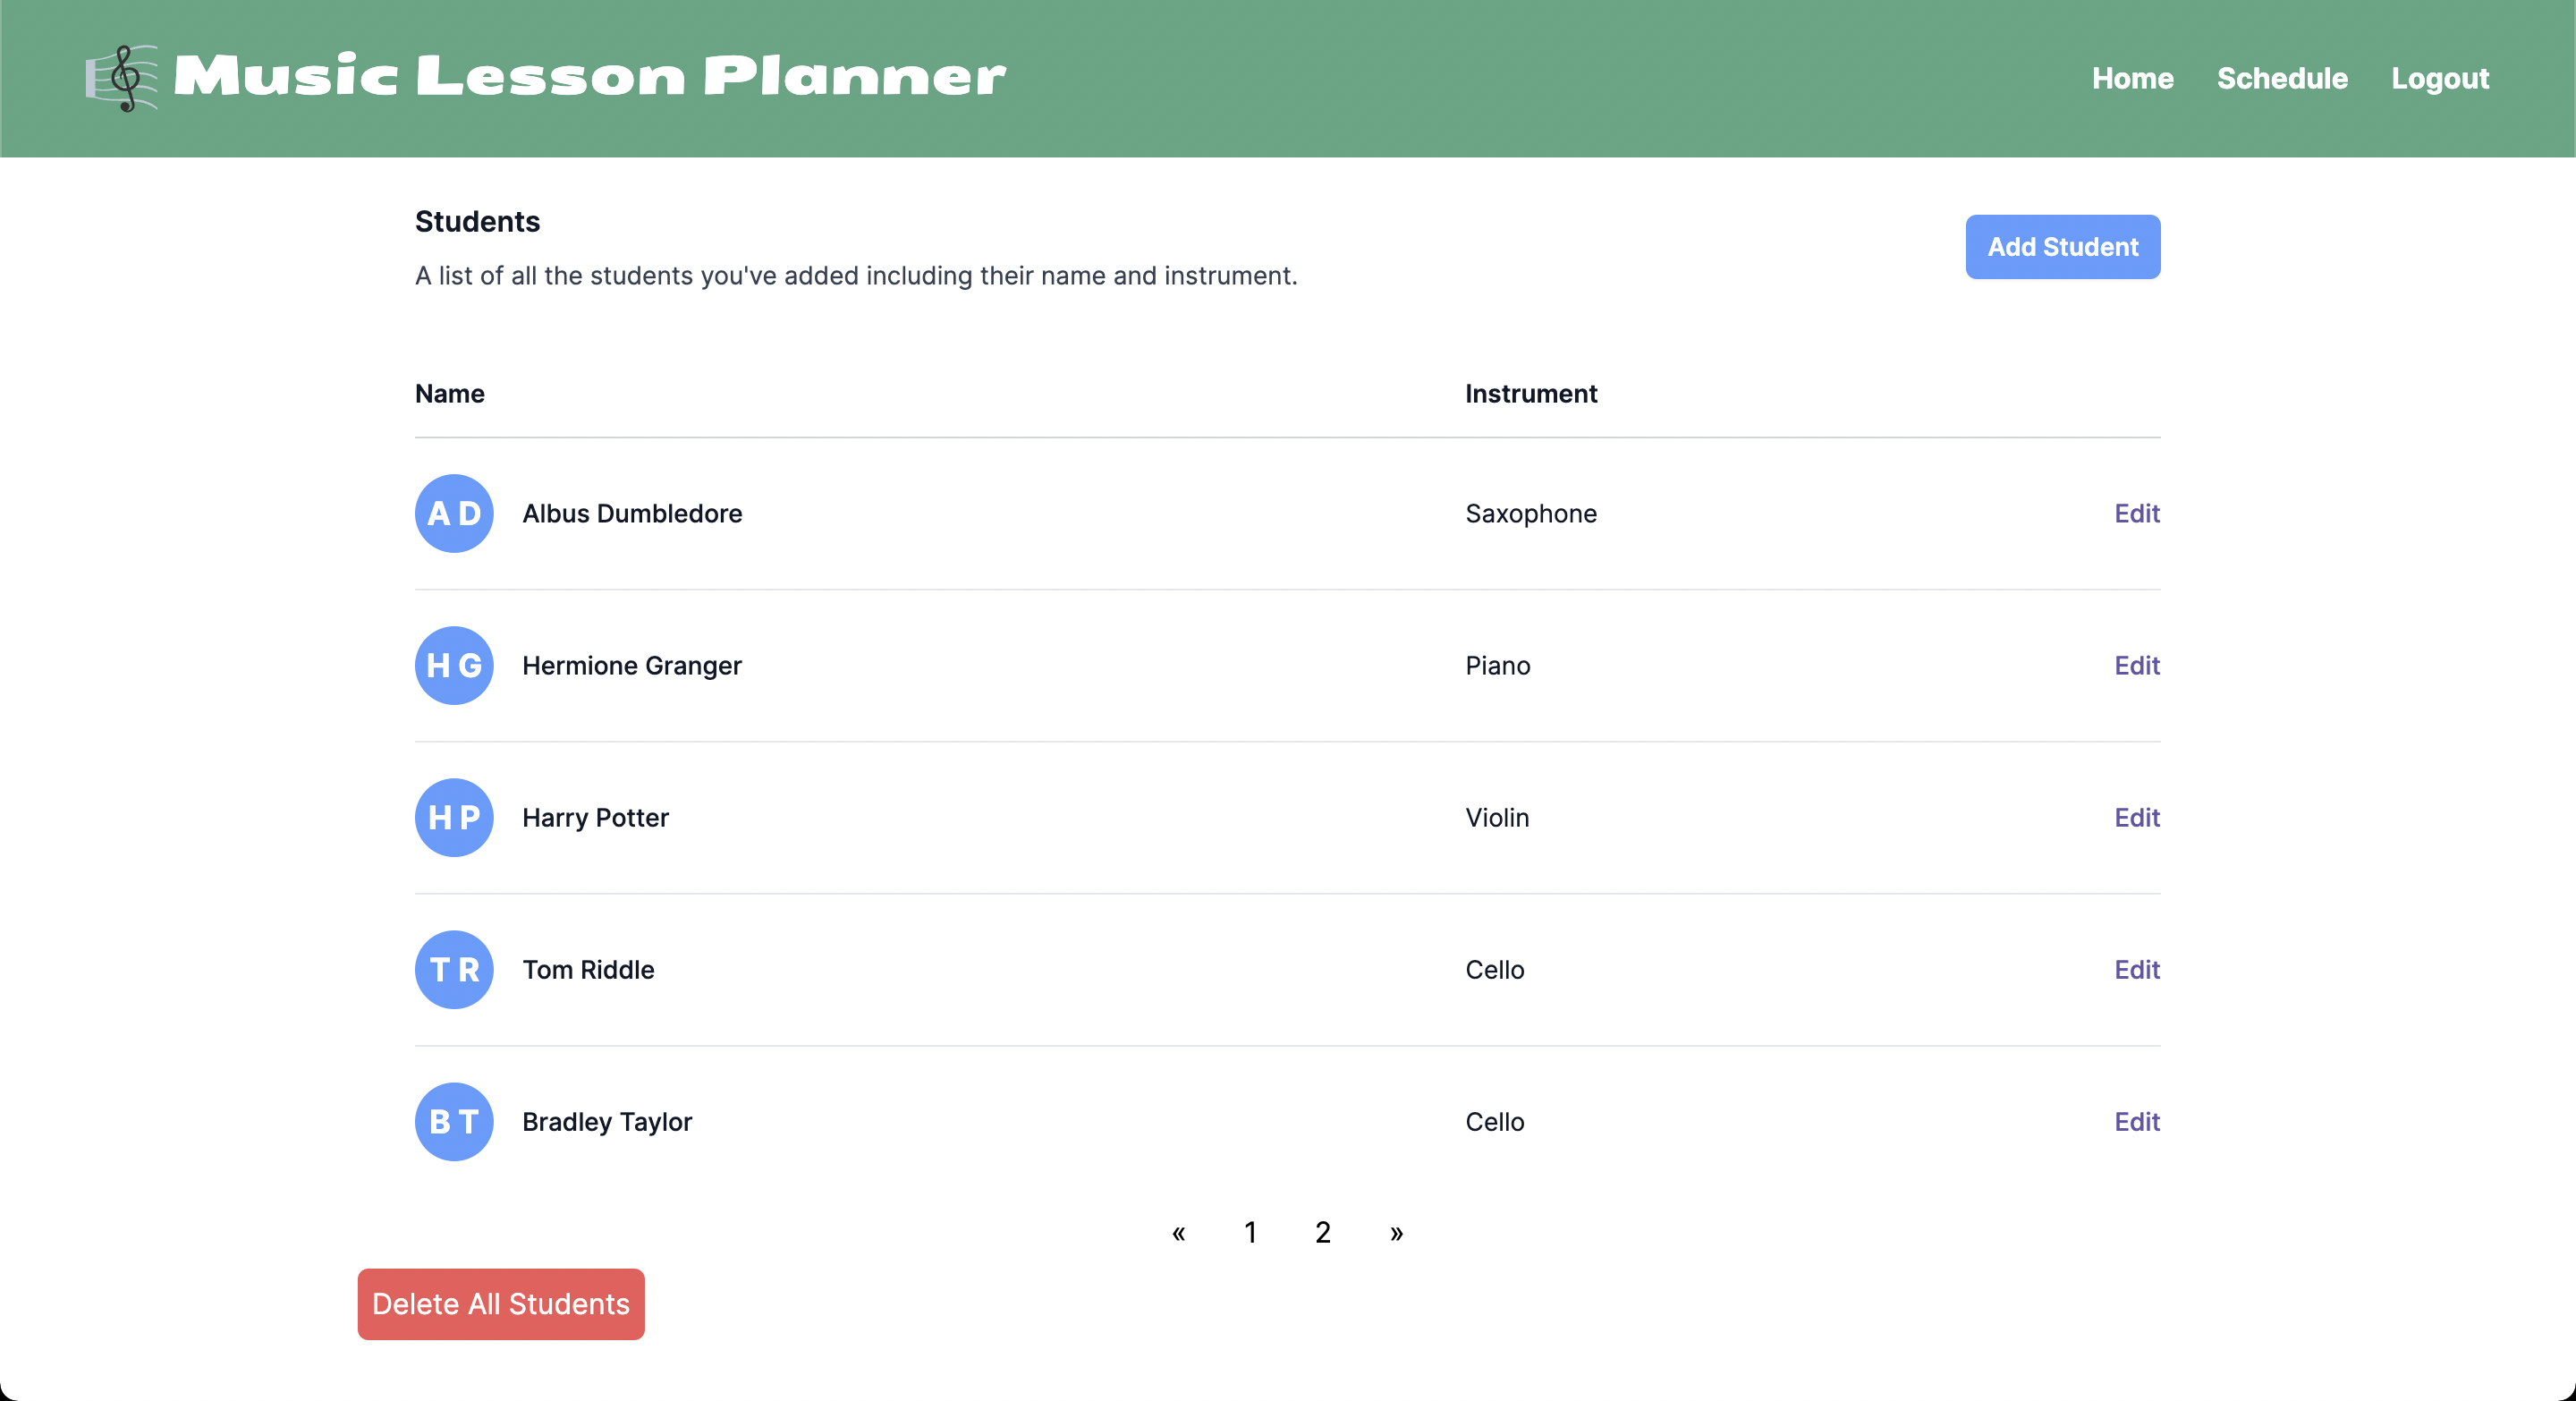 Music Lesson Planner
Home Schedule Logout
Students
Add Student
A list of all the students you've added including their name and instrument.
Name Instrument
A D Albus Dumbledore Saxophone Edit
H G Hermione Granger Piano Edit
H P Harry Potter Violin Edit
T R Tom Riddle Cello Edit
B T Bradley Taylor Cello Edit
« 1 2 »
Delete All Students